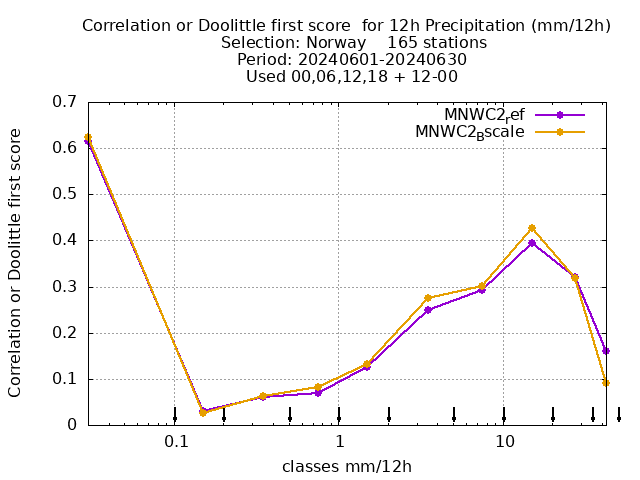 Correlation or Doolittle first score  for 12h Precipitation (mm/12h)
Selection: Norway    165 stations
Period: 20240601-20240630
Used 00,06,12,18 + 12-00
MNWC2ref
MNWC2Bscale
Correlation or Doolittle first score
0.7
0.6
0.5
0.4
0.3
0.2
0.1
0
0.1 1 10
classes mm/12h